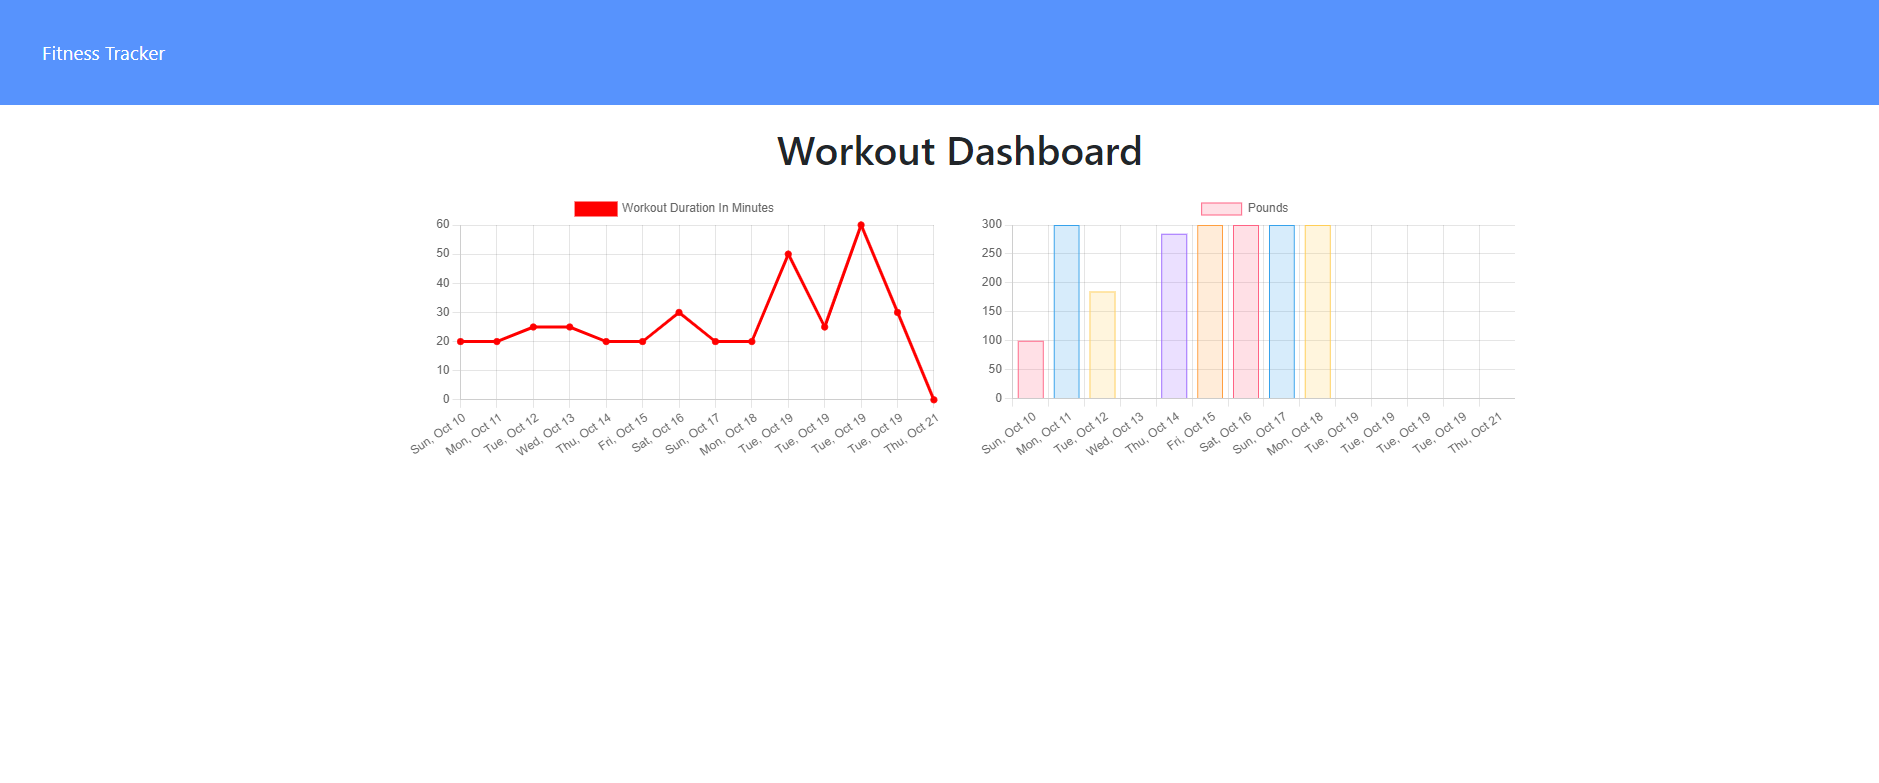 Fitness Tracker
Workout Dashboard
Workout Duration In Minutes
60
50
40
30
20
10
0
Sun, Oct 10
Mon, Oct 11
Tue, Oct 12
Wed, Oct 13
Thu, Oct 14
Fri, Oct 15
Sat, Oct 16
Sun, Oct 17
Mon, Oct 18
Tue, Oct 19
Tue, Oct 19
Tue, Oct 19
Tue, Oct 19
Thu, Oct 21
Pounds
300
250
200
150
100
50
0
Sun, Oct 10
Mon, Oct 11
Tue, Oct 12
Wed, Oct 13
Thu, Oct 14
Fri, Oct 15
Sat, Oct 16
Sun, Oct 17
Mon, Oct 18
Tue, Oct 19
Tue, Oct 19
Tue, Oct 19
Tue, Oct 19
Thu, Oct 21